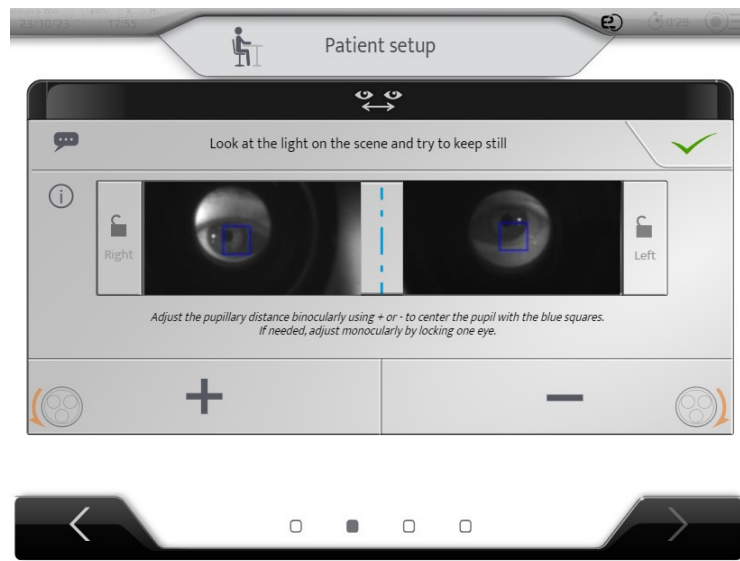 23/10/23 17:55
0:28
Patient setup
Look at the light on the scene and try to keep still
Right
Left
Adjust the pupillary distance binocularly using + or - to center the pupil with the blue squares.
If needed, adjust monocularly by locking one eye.